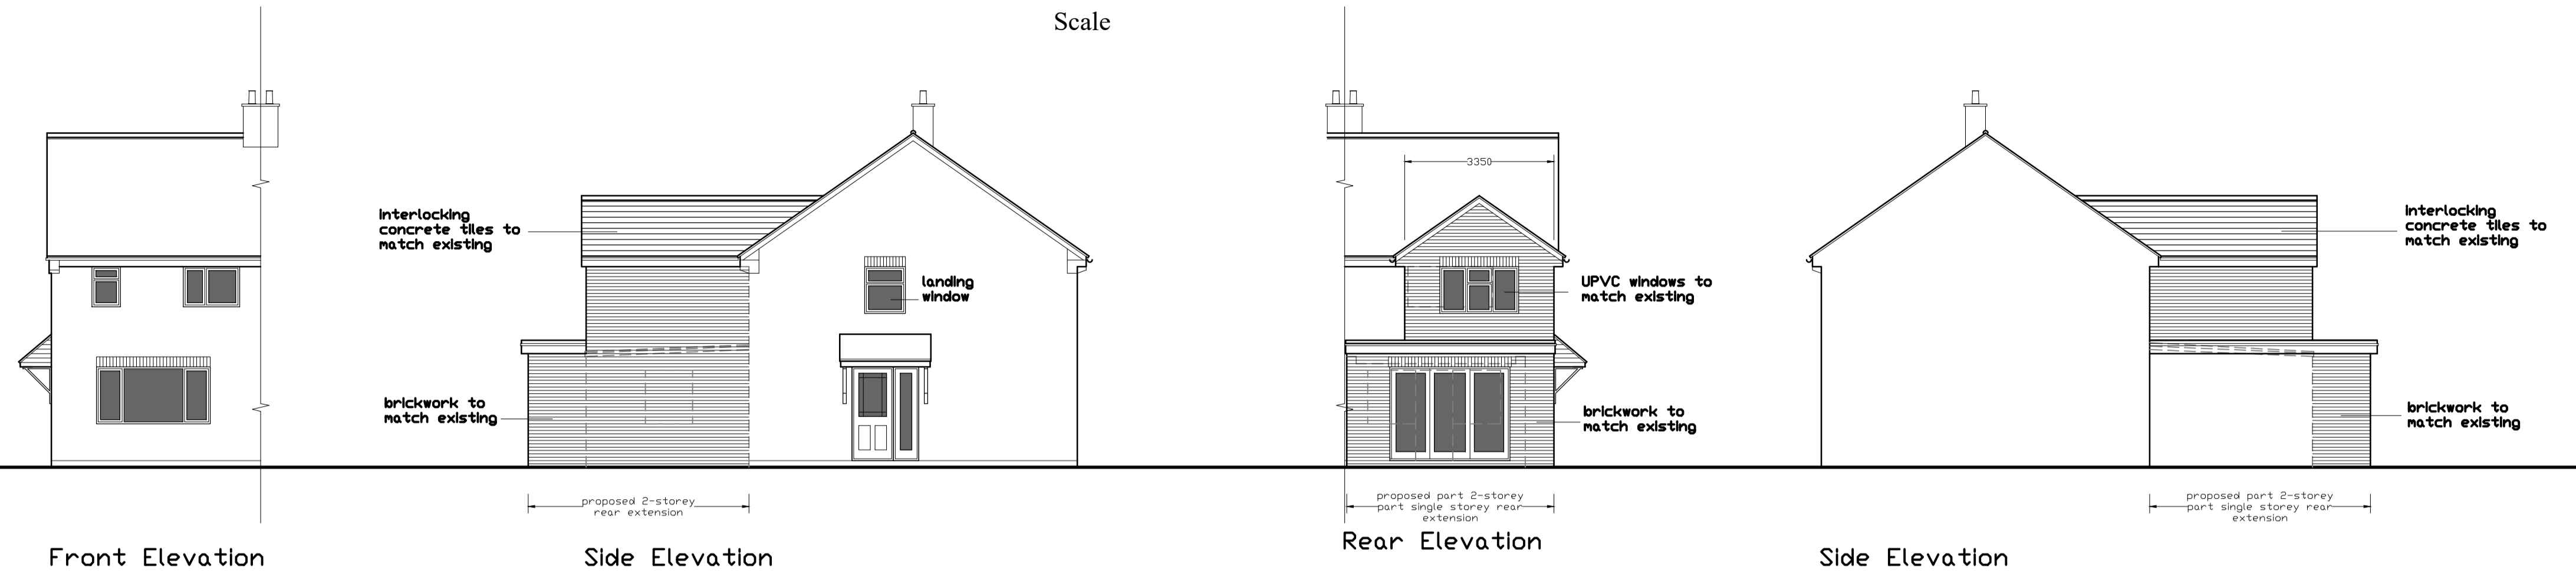 Scale
interlocking
concrete tiles to
match existing
landing
window
brickwork to
match existing
3350
UPVC windows to
match existing
brickwork to
match existing
interlocking
concrete tiles to
match existing
brickwork to
match existing
proposed 2-storey
rear extension
proposed part 2-storey
part single storey rear
extension
proposed part 2-storey
part single storey rear
extension
Front Elevation
Side Elevation
Rear Elevation
Side Elevation